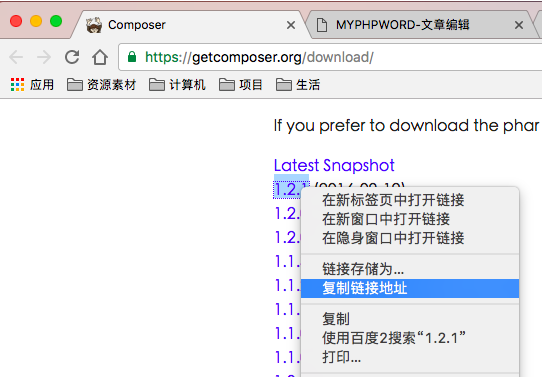 Composer
MYPHPWORD-文章编辑
https://getcomposer.org/download/
应用 资源素材 计算机 项目 生活
If you prefer to download the phar
Latest Snapshot
1.2.1
1.2.
1.2.
1.1.
1.1.
1.1.
1.1.
1.1.
在新标签页中打开链接
在新窗口中打开链接
在隐身窗口中打开链接
链接存储为...
复制链接地址
复制
使用百度2搜索“1.2.1”
打印...